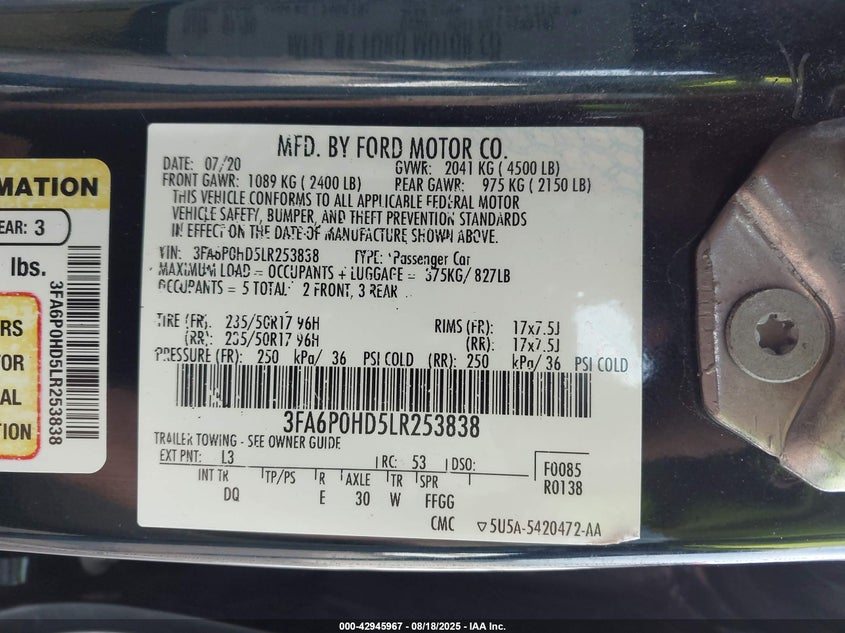 MFD. BY FORD MOTOR CO.
DATE: 07/20 GVWR: 2041 KG ( 4500 LB)
FRONT GAWR: 1089 KG ( 2400 LB) REAR GAWR: 975 KG ( 2150 LB)
THIS VEHICLE CONFORMS TO ALL APPLICABLE FEDERAL MOTOR
VEHICLE SAFETY, BUMPER, AND THEFT PREVENTION STANDARDS
IN EFFECT ON THE DATE OF MANUFACTURE SHOWN ABOVE.
VIN: 3FA6P0HD5LR253838 TYPE: Passenger Car
MAXIMUM LOAD = OCCUPANTS + LUGGAGE = 375KG/ 827LB
OCCUPANTS = 5 TOTAL: 2 FRONT, 3 REAR
TIRE (FR): 235/50R17 96H RIMS (FR): 17x7.5J
(RR): 235/50R17 96H (RR): 17x7.5J
PRESSURE (FR): 250 kPa/ 36 PSI COLD (RR): 250 kPa/ 36 PSI COLD
3FA6P0HD5LR253838
TRAILER TOWING - SEE OWNER GUIDE
EXT PNT: L3 RC: 53 DSO: F0085
INT TR TP/PS R AXLE TR SPR R0138
DQ E 30 W FFGG
CMC ▽5U5A-5420472-AA
MATION
EAR: 3
lbs.
RS
TOR
AL
TION
3FA6P0HD5LR253838
000-42945967 - 08/18/2025 - IAA Inc.